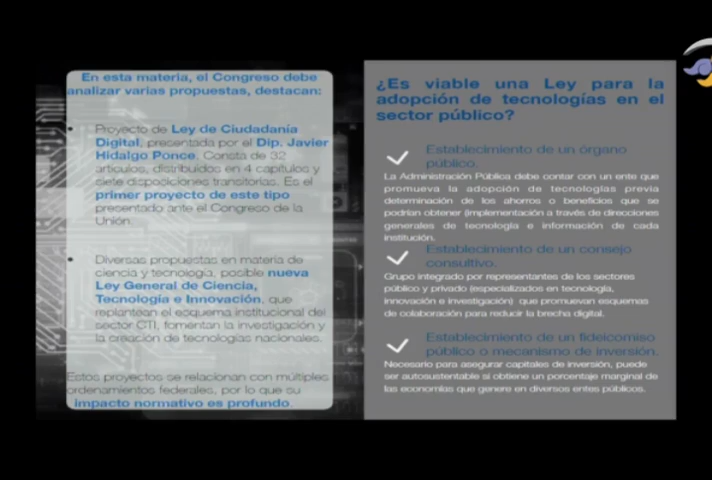 En esta materia, el Congreso debe
analizar varias propuestas, destacan:
• Proyecto de Ley de Ciudadanía
Digital, presentada por el Dip. Javier
Hidalgo Ponce. Consta de 32
artículos, distribuidos en 4 capítulos y
siete disposiciones transitorias. Es el
primer proyecto de este tipo
presentado ante el Congreso de la
Unión.
• Diversas propuestas en materia de
ciencia y tecnología, posible nueva
Ley General de Ciencia,
Tecnología e Innovación, que
replantean el esquema institucional del
sector CTI, fomentan la investigación y
la creación de tecnologías nacionales.
Estos proyectos se relacionan con múltiples
ordenamientos federales, por lo que su
impacto normativo es profundo.
¿Es viable una Ley para la
adopción de tecnologías en el
sector público?
Establecimiento de un órgano
público.
La Administración Pública debe contar con un ente que
promueva la adopción de tecnologías previa
determinación de los ahorros o beneficios que se
podrían obtener (implementación a través de direcciones
generales de tecnología e información de cada
institución.
Establecimiento de un consejo
consultivo.
Grupo integrado por representantes de los sectores
público y privado (especializados en tecnología,
innovación e investigación) que promuevan esquemas
de colaboración para reducir la brecha digital.
Establecimiento de un fideicomiso
público o mecanismo de inversión.
Necesario para asegurar capitales de inversión, puede
ser autosustentable si obtiene un porcentaje marginal de
las economías que genere en diversos entes públicos.